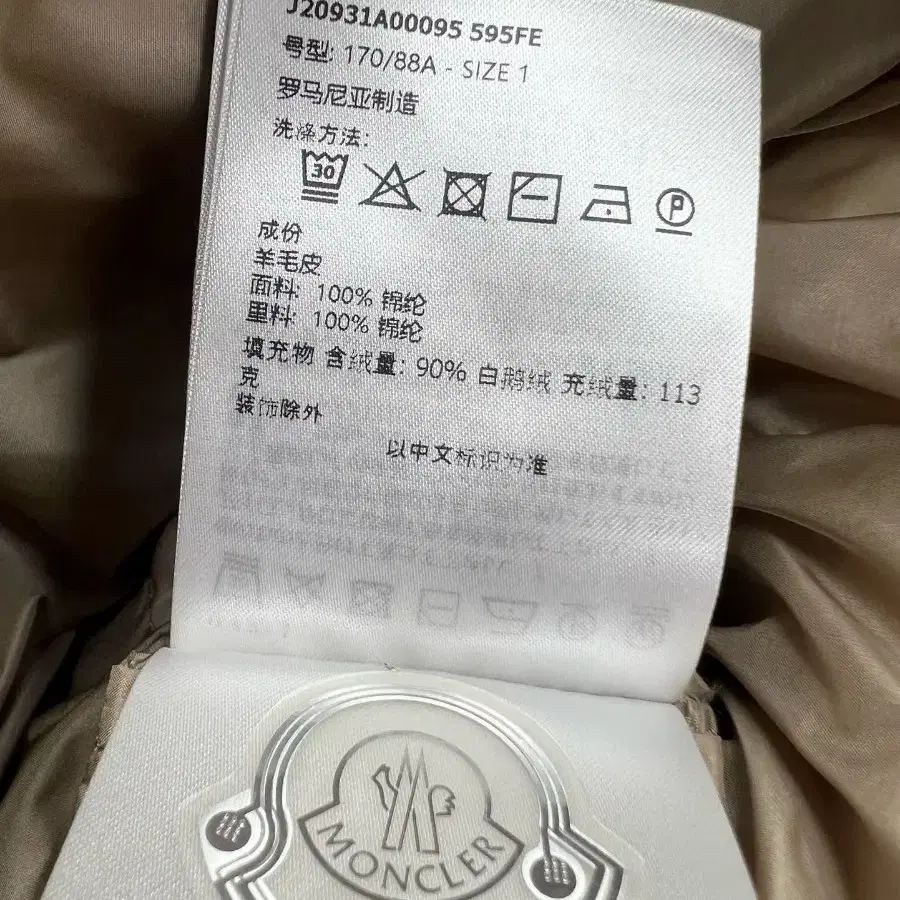 J20931A00095 595FE
号型: 170/88A - SIZE 1
罗马尼亚制造
洗涤方法:
30
P
成份
羊毛皮
面料: 100% 锦纶
里料: 100% 锦纶
填充物 含绒量: 90% 白鹅绒 充绒量: 113
克
装饰除外
以中文标识为准
MONCLER